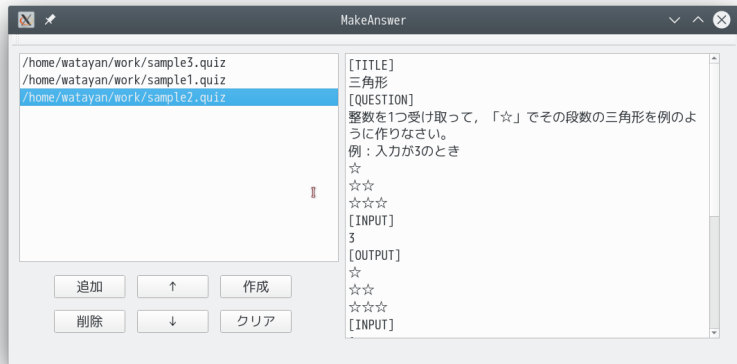 MakeAnswer
/home/watayan/work/sample3.quiz
/home/watayan/work/sample1.quiz
/home/watayan/work/sample2.quiz
追加
↑
作成
削除
↓
クリア
[TITLE]
三角形
[QUESTION]
整数を1つ受け取って，「☆」でその段数の三角形を例のよ
うに作りなさい。
例：入力が3のとき
☆
☆☆
☆☆☆
[INPUT]
3
[OUTPUT]
☆
☆☆
☆☆☆
[INPUT]